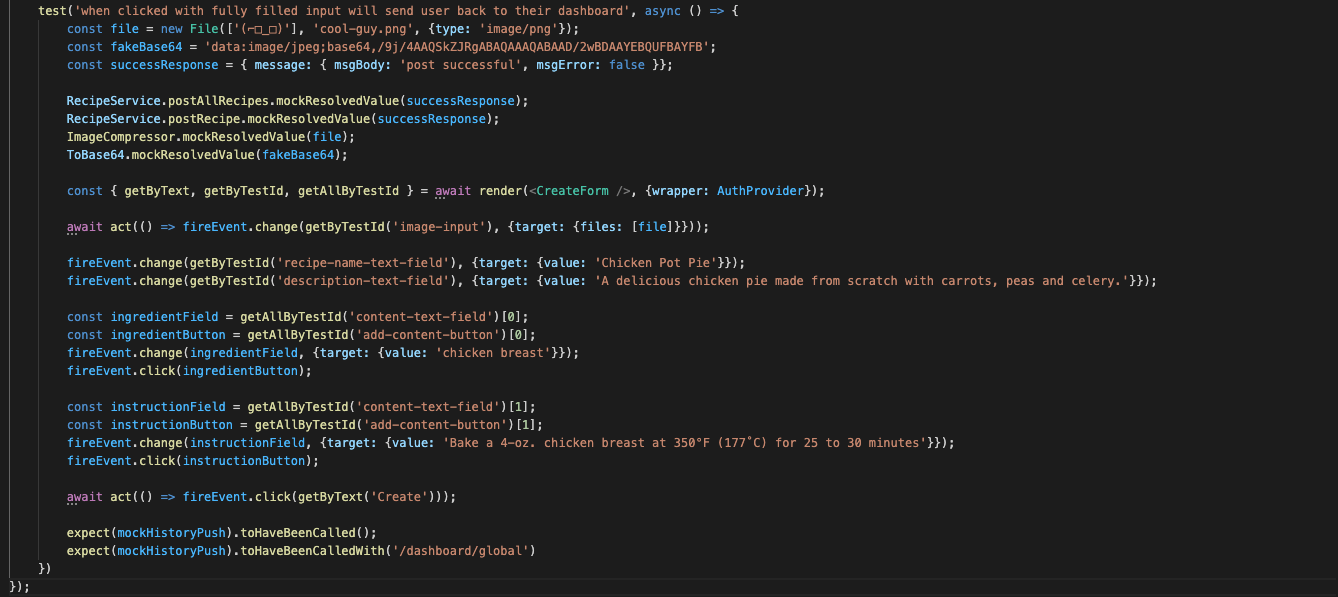 test('when clicked with fully filled input will send user back to their dashboard', async () => {
const file = new File(['(⌐□_□)'], 'cool-guy.png', {type: 'image/png'});
const fakeBase64 = 'data:image/jpeg;base64,/9j/4AAQSkZJRgABAQAAAQABAAD/2wBDAAYEBQUFBAYFB';
const successResponse = { message: { msgBody: 'post successful', msgError: false }};
RecipeService.postAllRecipes.mockResolvedValue(successResponse);
RecipeService.postRecipe.mockResolvedValue(successResponse);
ImageCompressor.mockResolvedValue(file);
ToBase64.mockResolvedValue(fakeBase64);
const { getByText, getByTestId, getAllByTestId } = await render(<CreateForm />, {wrapper: AuthProvider});
await act(() => fireEvent.change(getByTestId('image-input'), {target: {files: [file]}}));
fireEvent.change(getByTestId('recipe-name-text-field'), {target: {value: 'Chicken Pot Pie'}});
fireEvent.change(getByTestId('description-text-field'), {target: {value: 'A delicious chicken pie made from scratch with carrots, peas and celery.'}});
const ingredientField = getAllByTestId('content-text-field')[0];
const ingredientButton = getAllByTestId('add-content-button')[0];
fireEvent.change(ingredientField, {target: {value: 'chicken breast'}});
fireEvent.click(ingredientButton);
const instructionField = getAllByTestId('content-text-field')[1];
const instructionButton = getAllByTestId('add-content-button')[1];
fireEvent.change(instructionField, {target: {value: 'Bake a 4-oz. chicken breast at 350°F (177˚C) for 25 to 30 minutes'}});
fireEvent.click(instructionButton);
await act(() => fireEvent.click(getByText('Create')));
expect(mockHistoryPush).toHaveBeenCalled();
expect(mockHistoryPush).toHaveBeenCalledWith('/dashboard/global')
})
});